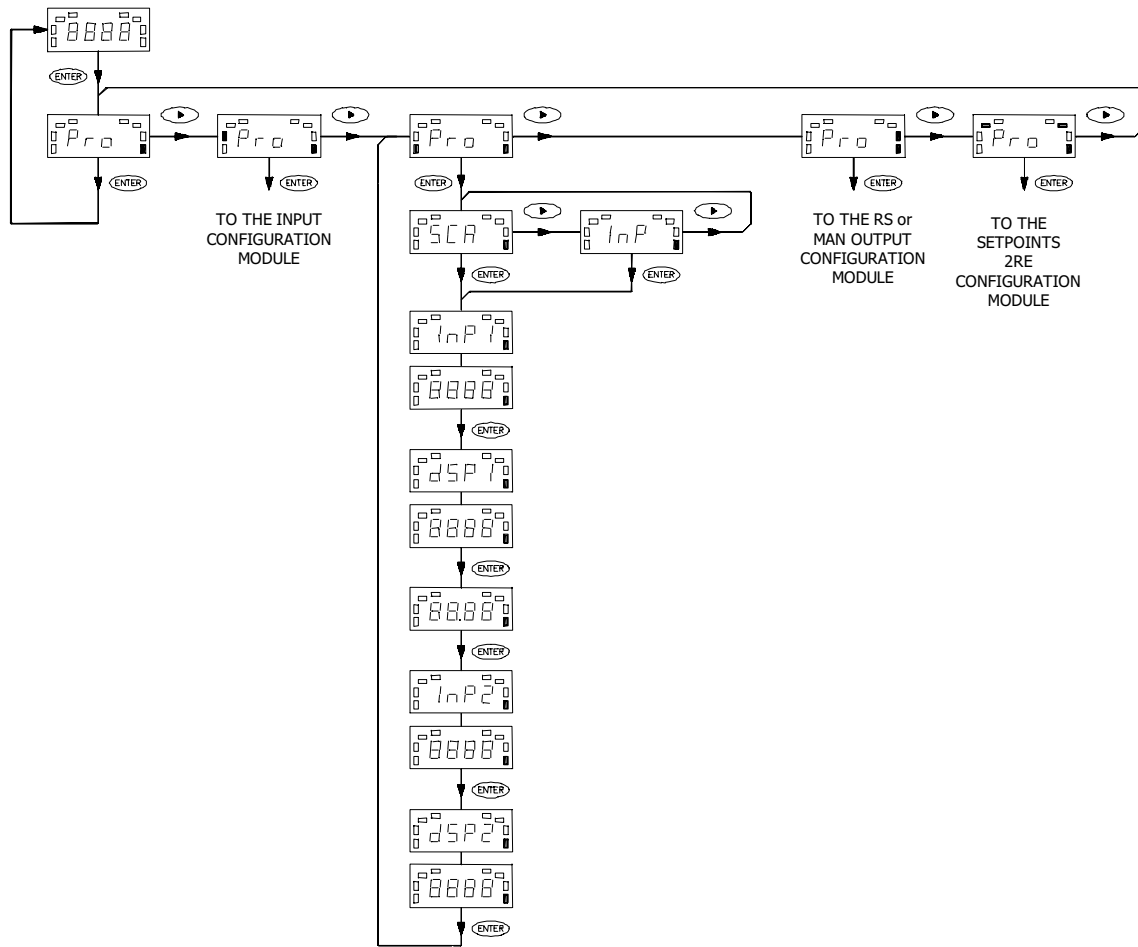 8888
ENTER
Pro
Pro
Pro
Pro
Pro
ENTER
ENTER
ENTER
ENTER
ENTER
TO THE INPUT
CONFIGURATION
MODULE
SCA
InP
TO THE RS or
MAN OUTPUT
CONFIGURATION
MODULE
TO THE
SETPOINTS
2RE
CONFIGURATION
MODULE
ENTER
ENTER
InP1
8888
ENTER
dSP1
8888
ENTER
88.88
ENTER
InP2
8888
ENTER
dSP2
8888
ENTER